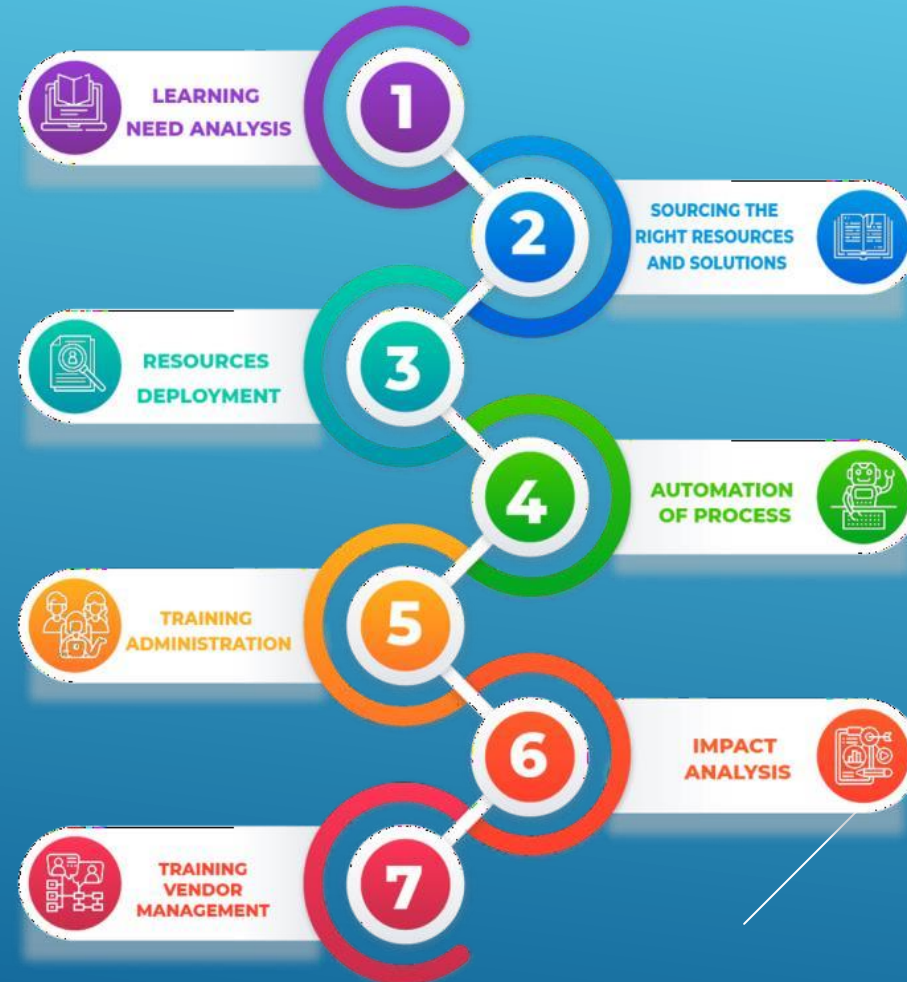 1
LEARNING
NEED ANALYSIS
2
SOURCING THE
RIGHT RESOURCES
AND SOLUTIONS
3
RESOURCES
DEPLOYMENT
4
AUTOMATION
OF PROCESS
5
TRAINING
ADMINISTRATION
6
IMPACT
ANALYSIS
7
TRAINING
VENDOR
MANAGEMENT